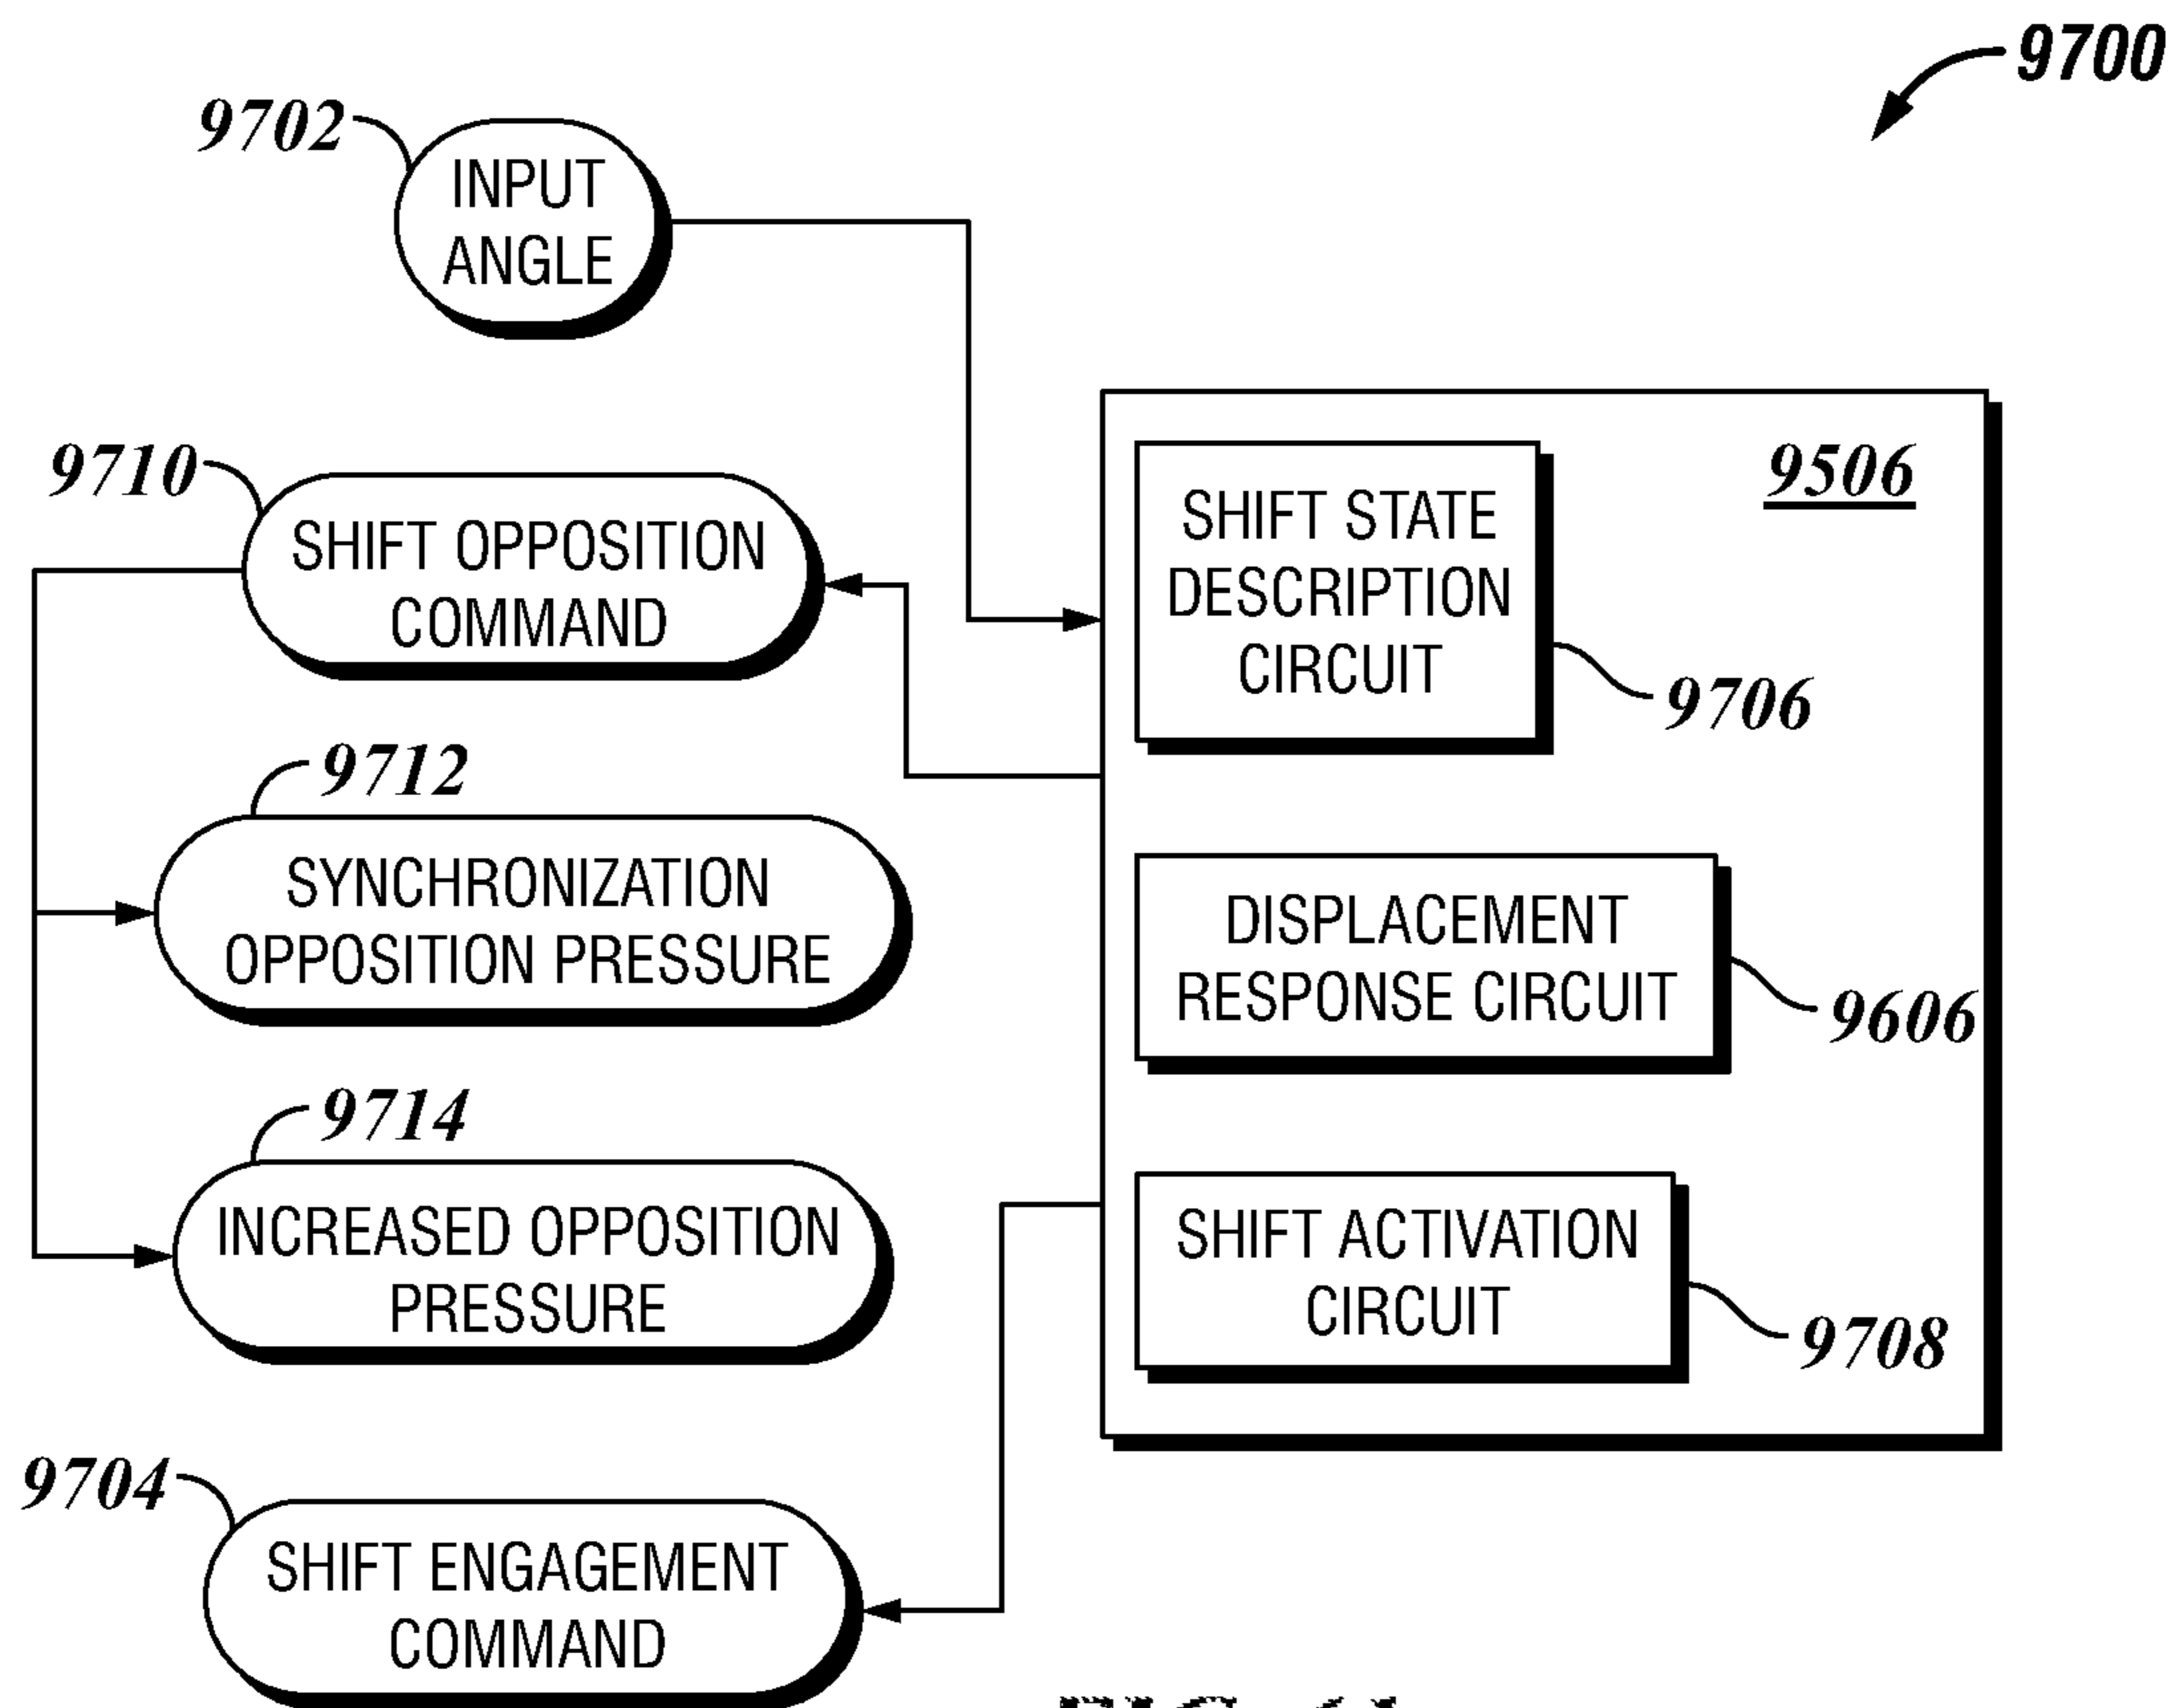 9700
9702
INPUT
ANGLE
9710
SHIFT OPPOSITION
COMMAND
9712
SYNCHRONIZATION
OPPOSITION PRESSURE
9714
INCREASED OPPOSITION
PRESSURE
9704
SHIFT ENGAGEMENT
COMMAND
9506
SHIFT STATE
DESCRIPTION
CIRCUIT
9706
DISPLACEMENT
RESPONSE CIRCUIT
9606
SHIFT ACTIVATION
CIRCUIT
9708